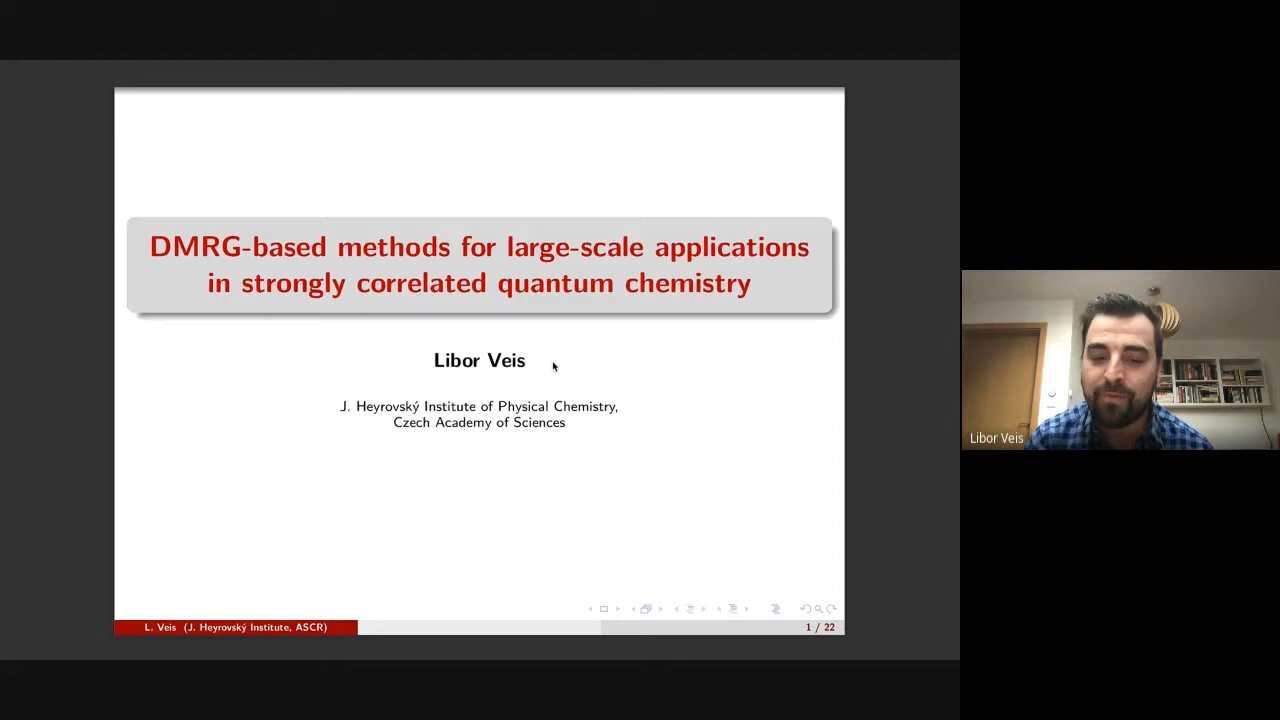 DMRG-based methods for large-scale applications
in strongly correlated quantum chemistry
Libor Veis
J. Heyrovský Institute of Physical Chemistry,
Czech Academy of Sciences
L. Veis (J. Heyrovský Institute, ASCR)
1 / 22
Libor Veis